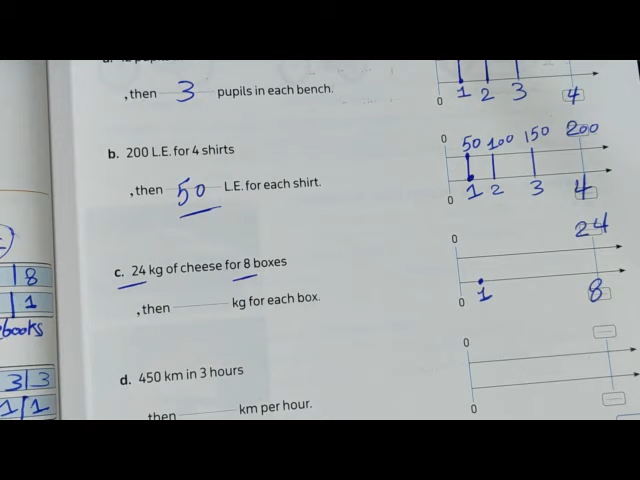 ,then 3 pupils in each bench.
0 1 2 3 4
b. 200 L.E. for 4 shirts
0 50 100 150 200
,then 50 L.E. for each shirt.
0 1 2 3 4
c. 24 kg of cheese for 8 boxes
0 24
,then kg for each box.
0 1 8
d. 450 km in 3 hours
0
then km per hour.
0
8
1
books
3 3
1 1